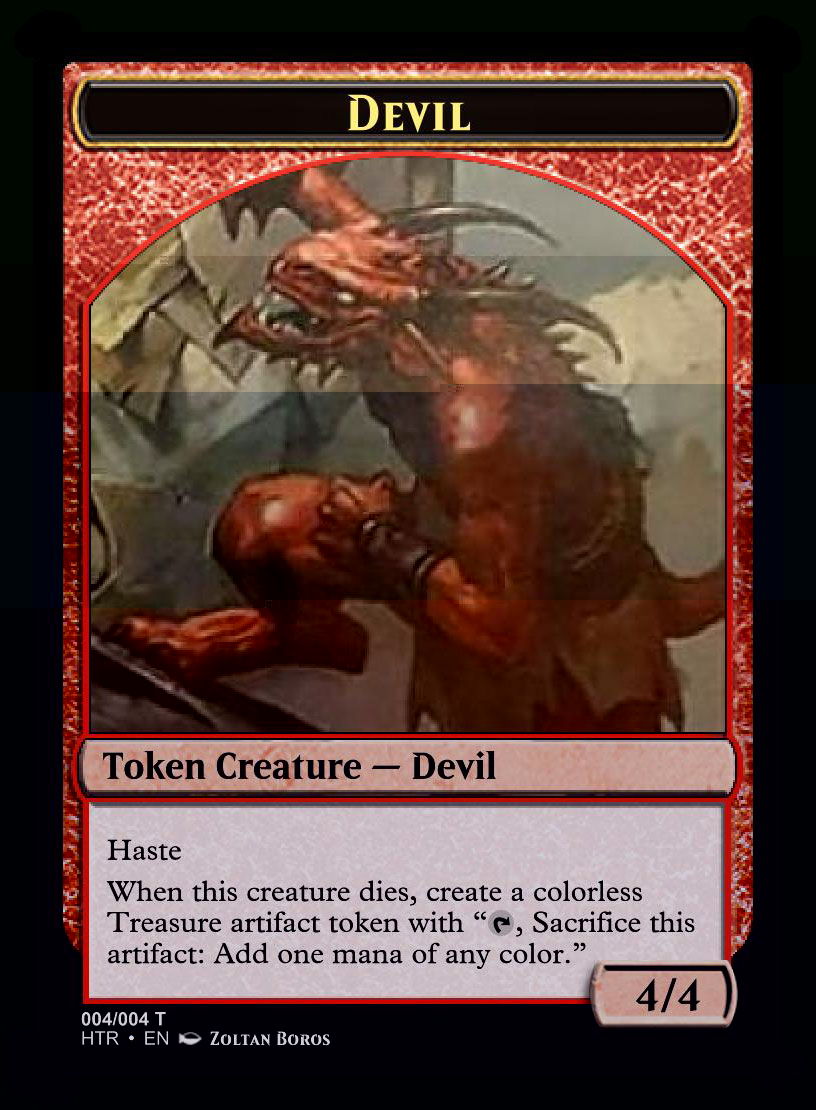 Devil
Token Creature — Devil
Haste
When this creature dies, create a colorless
Treasure artifact token with “, Sacrifice this
artifact: Add one mana of any color.”
4/4
004/004 T
HTR • EN Zoltan Boros